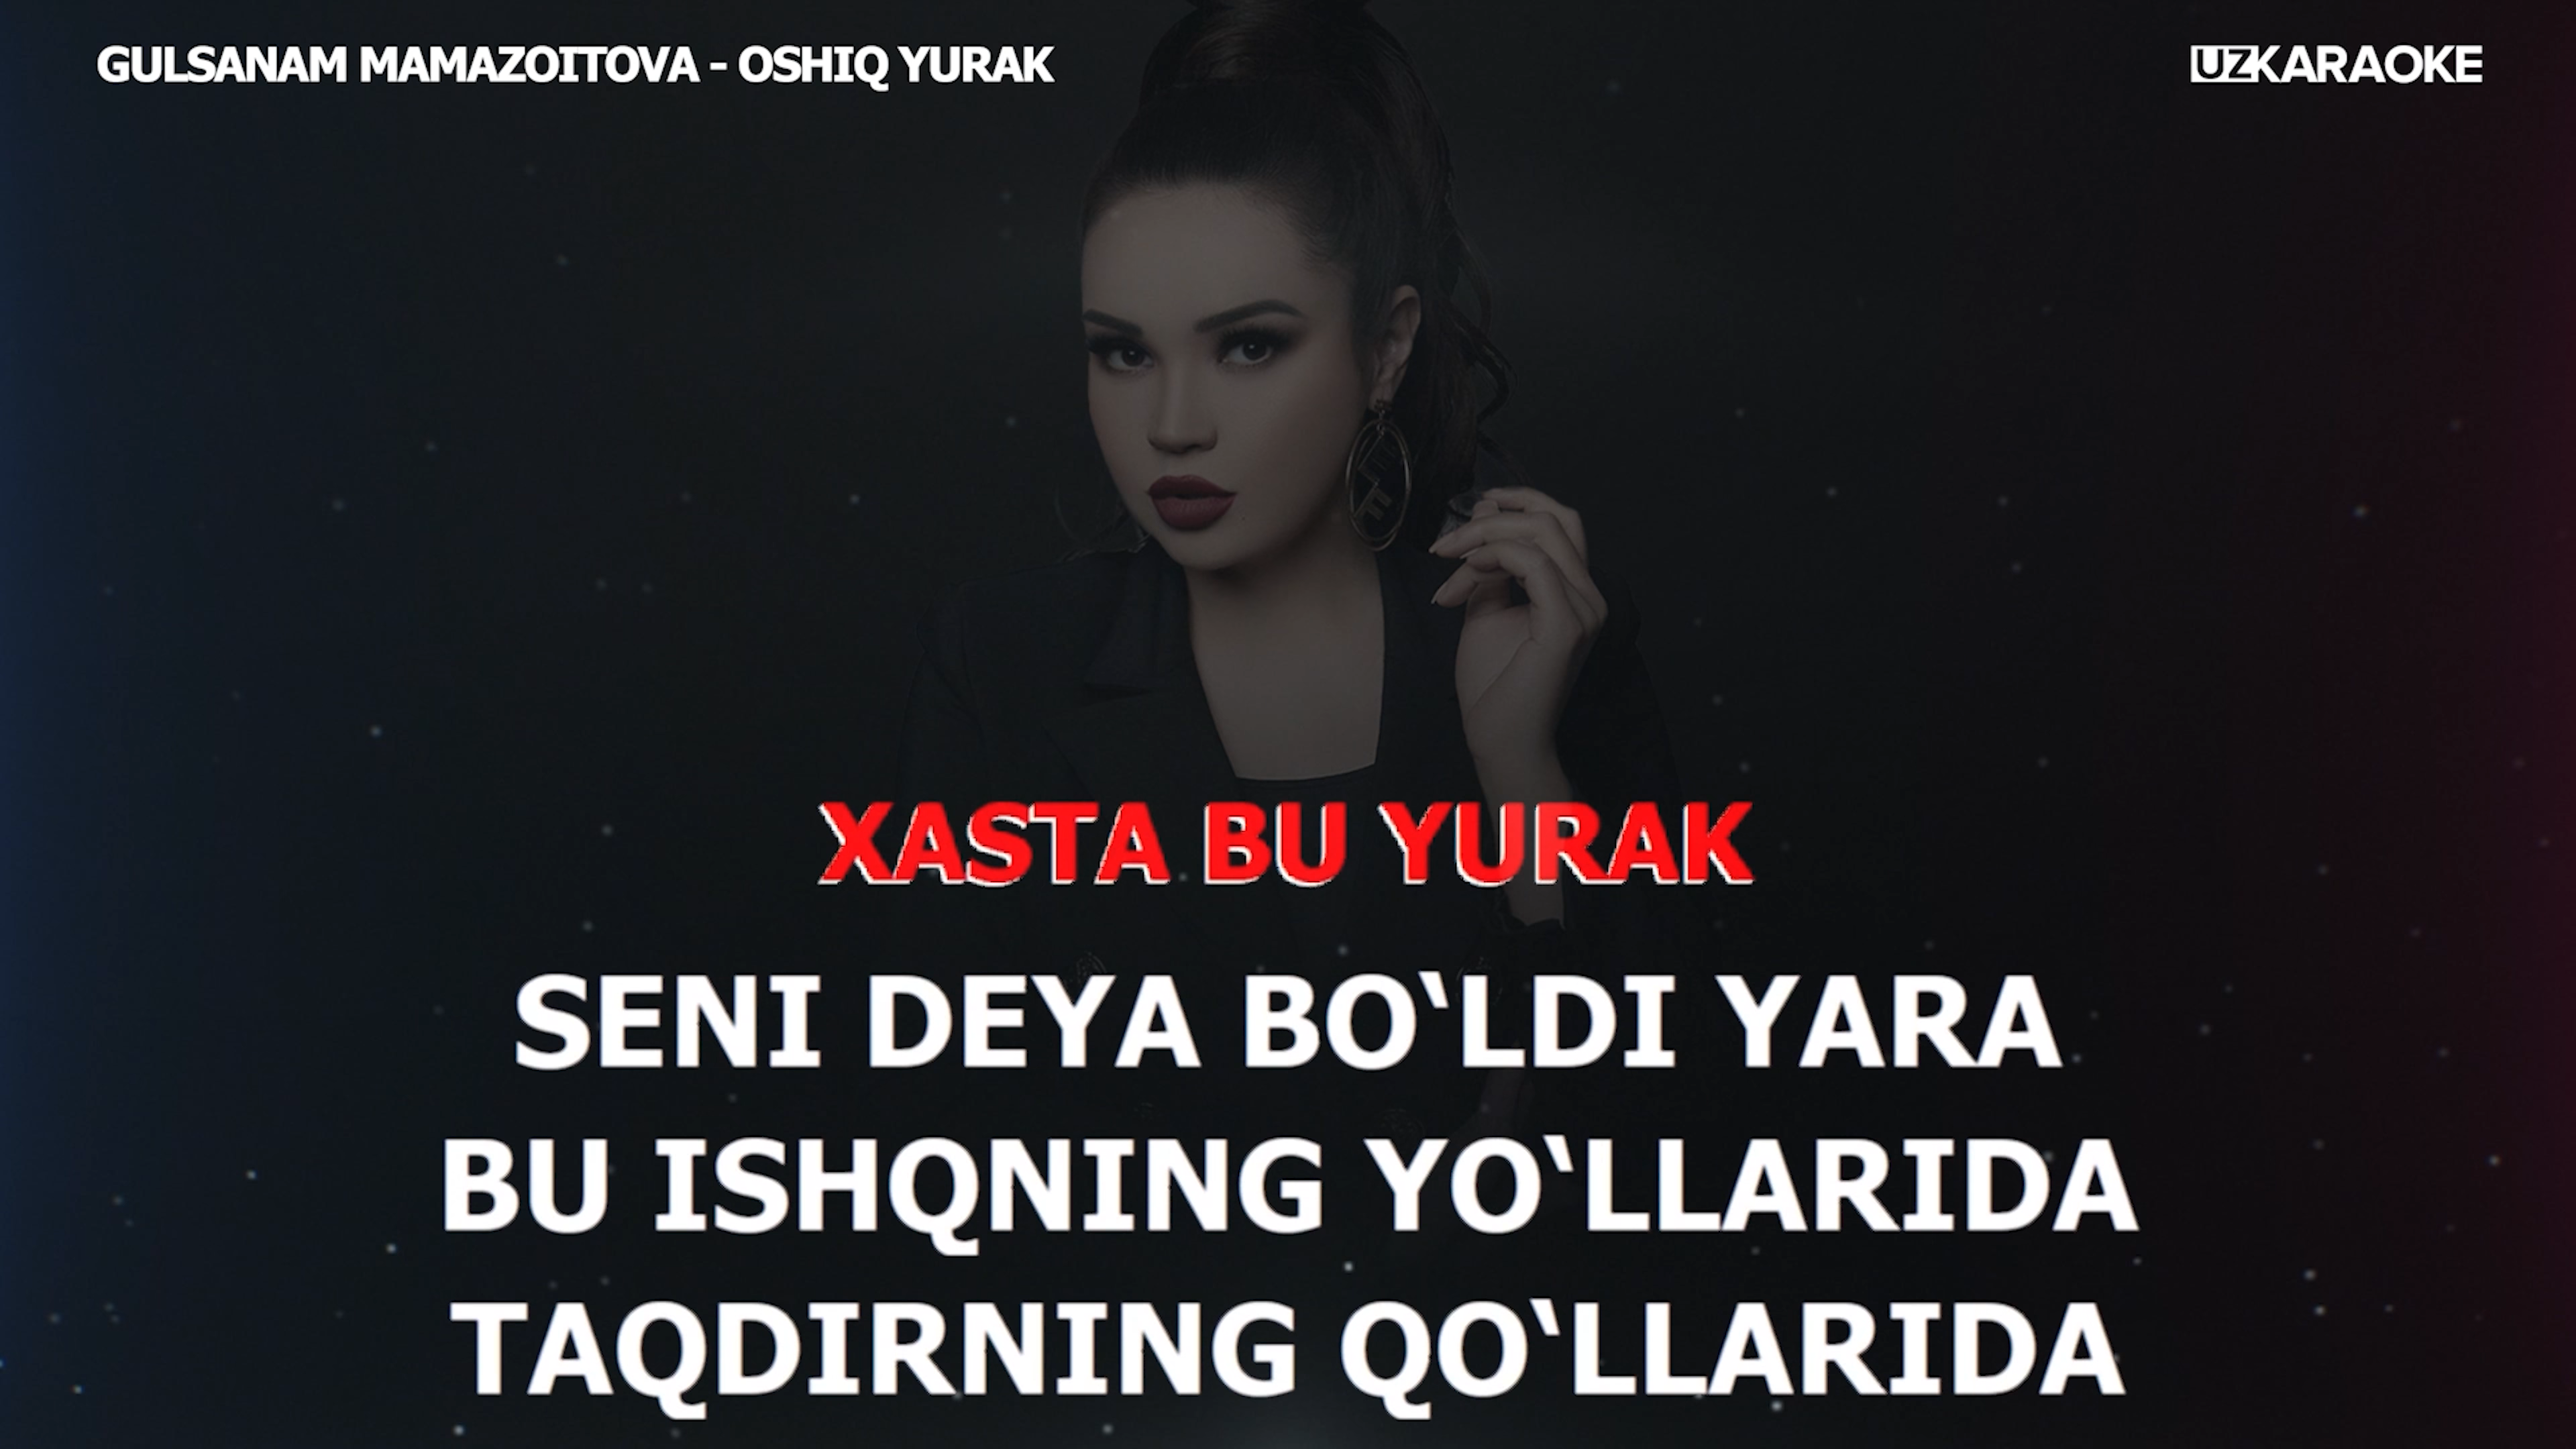 GULSANAM MAMAZOITOVA - OSHIQ YURAK
UZKARAOKE
XASTA BU YURAK
SENI DEYA BO‘LDI YARA
BU ISHQNING YO‘LLARIDA
TAQDIRNING QO‘LLARIDA